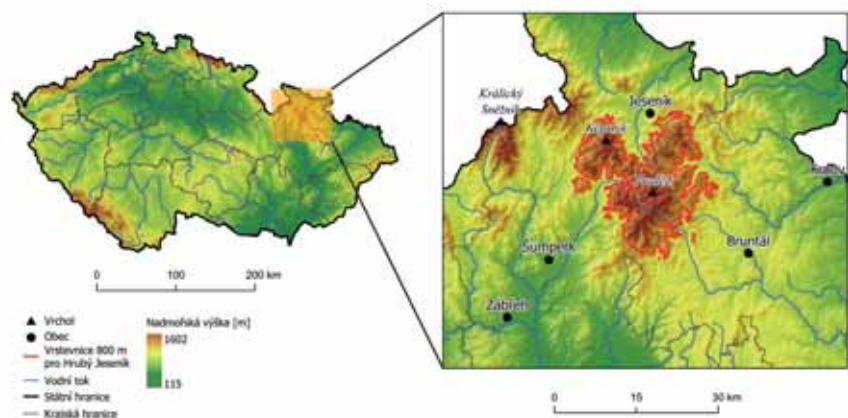 Králický
Sněžník
Jeseník
Keprník
Praděd
Šumperk
Bruntál
Zábřeh
0 100 200 km
▲ Vrchol
● Obec
Vrstevnice 800 m
pro Hrubý Jeseník
Vodní tok
Státní hranice
Krajská hranice
Nadmořská výška [m]
1602
115
0 15 30 km